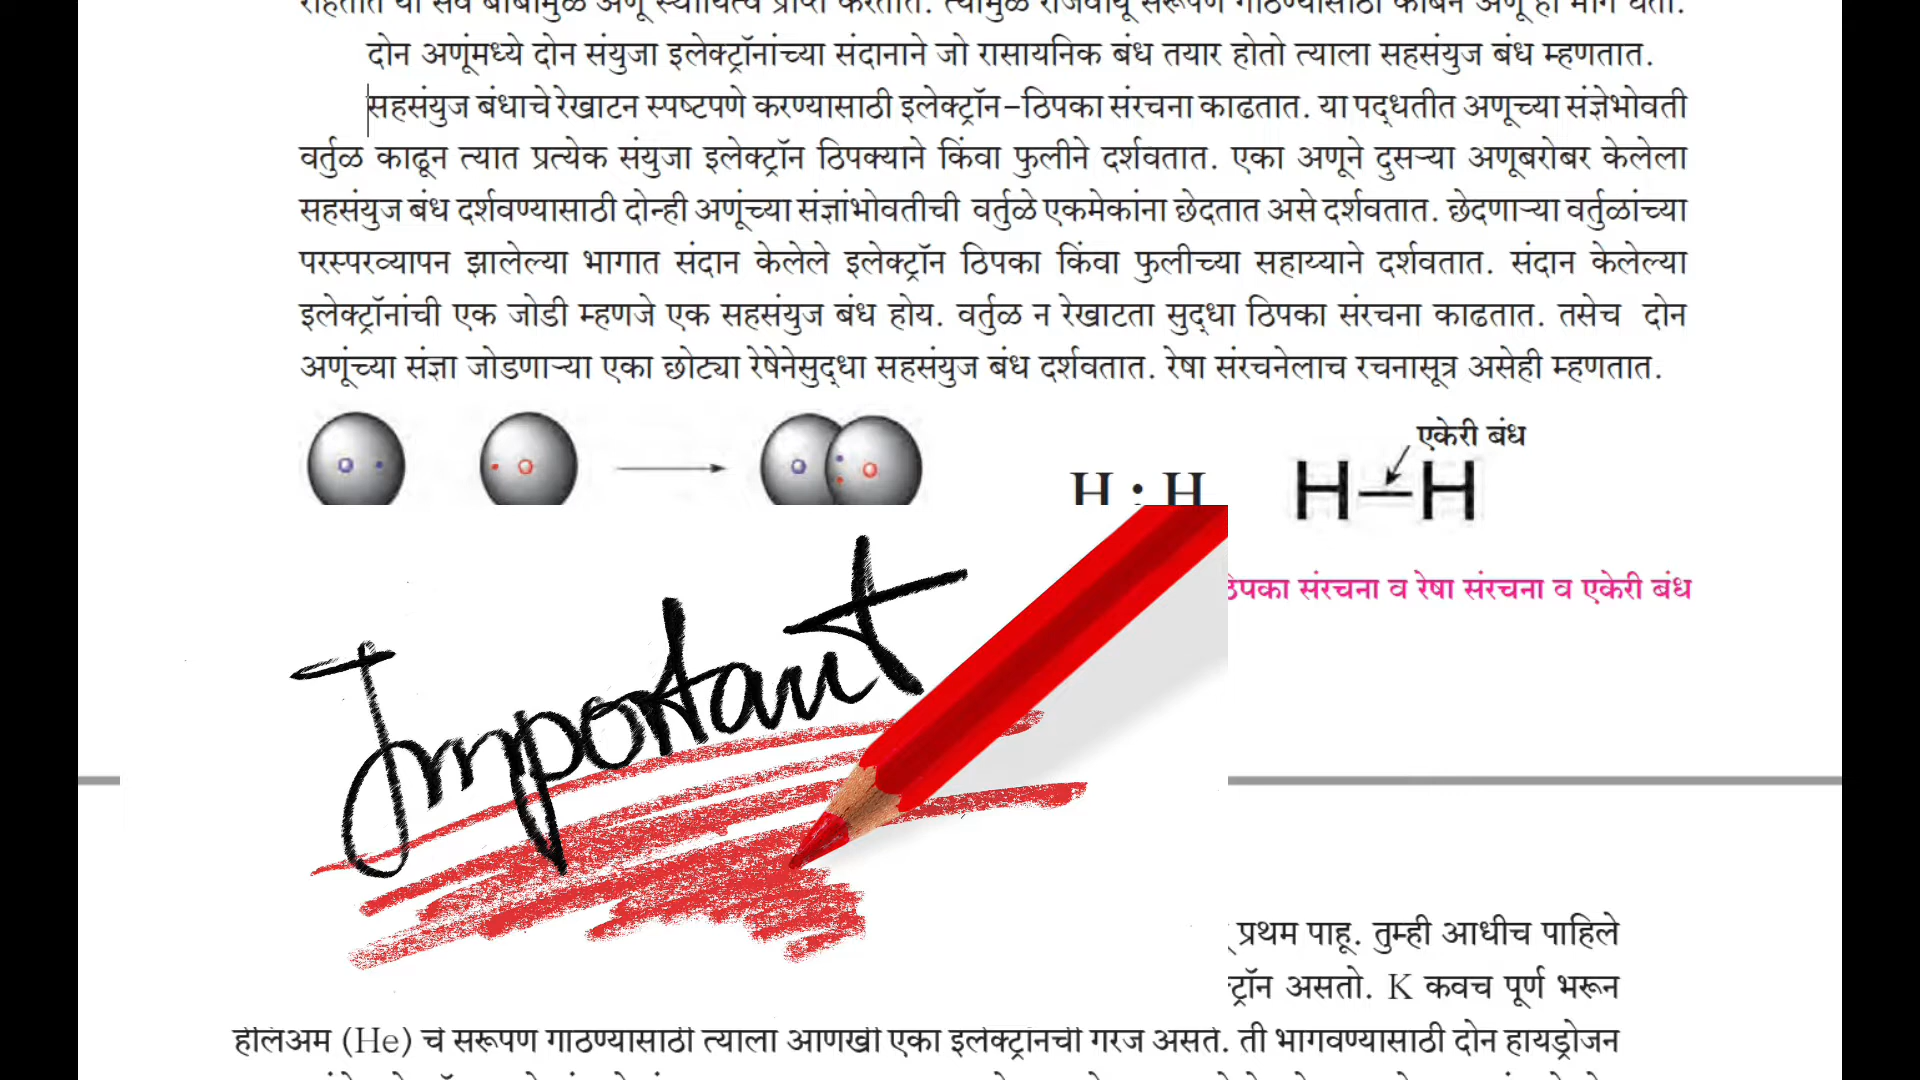 दोन अणूंमध्ये दोन संयुजा इलेक्ट्रॉनांच्या संदानाने जो रासायनिक बंध तयार होतो त्याला सहसंयुज बंध म्हणतात.
सहसंयुज बंधाचे रेखाटन स्पष्टपणे करण्यासाठी इलेक्ट्रॉन-ठिपका संरचना काढतात. या पद्धतीत अणूच्या संज्ञेभोवती
वर्तुळ काढून त्यात प्रत्येक संयुजा इलेक्ट्रॉन ठिपक्याने किंवा फुलीने दर्शवतात. एका अणूने दुसऱ्या अणूबरोबर केलेला
सहसंयुज बंध दर्शवण्यासाठी दोन्ही अणूंच्या संज्ञांभोवतीची वर्तुळे एकमेकांना छेदतात असे दर्शवतात. छेदणाऱ्या वर्तुळांच्या
परस्परव्यापन झालेल्या भागात संदान केलेले इलेक्ट्रॉन ठिपका किंवा फुलीच्या सहाय्याने दर्शवतात. संदान केलेल्या
इलेक्ट्रॉनांची एक जोडी म्हणजे एक सहसंयुज बंध होय. वर्तुळ न रेखाटता सुद्धा ठिपका संरचना काढतात. तसेच दोन
अणूंच्या संज्ञा जोडणाऱ्या एका छोट्या रेषेनेसुद्धा सहसंयुज बंध दर्शवतात. रेषा संरचनेलाच रचनासूत्र असेही म्हणतात.
एकेरी बंध
H : H
H—H
संरचना व रेषा संरचना व एकेरी बंध
Important
प्रथम पाहू. तुम्ही आधीच पाहिले
असतो. K कवच पूर्ण भरून
हेलिअम (He) चे संरूपण गाठण्यासाठी त्याला आणखी एका इलेक्ट्रॉनची गरज असते. ती भागवण्यासाठी दोन हायड्रोजन